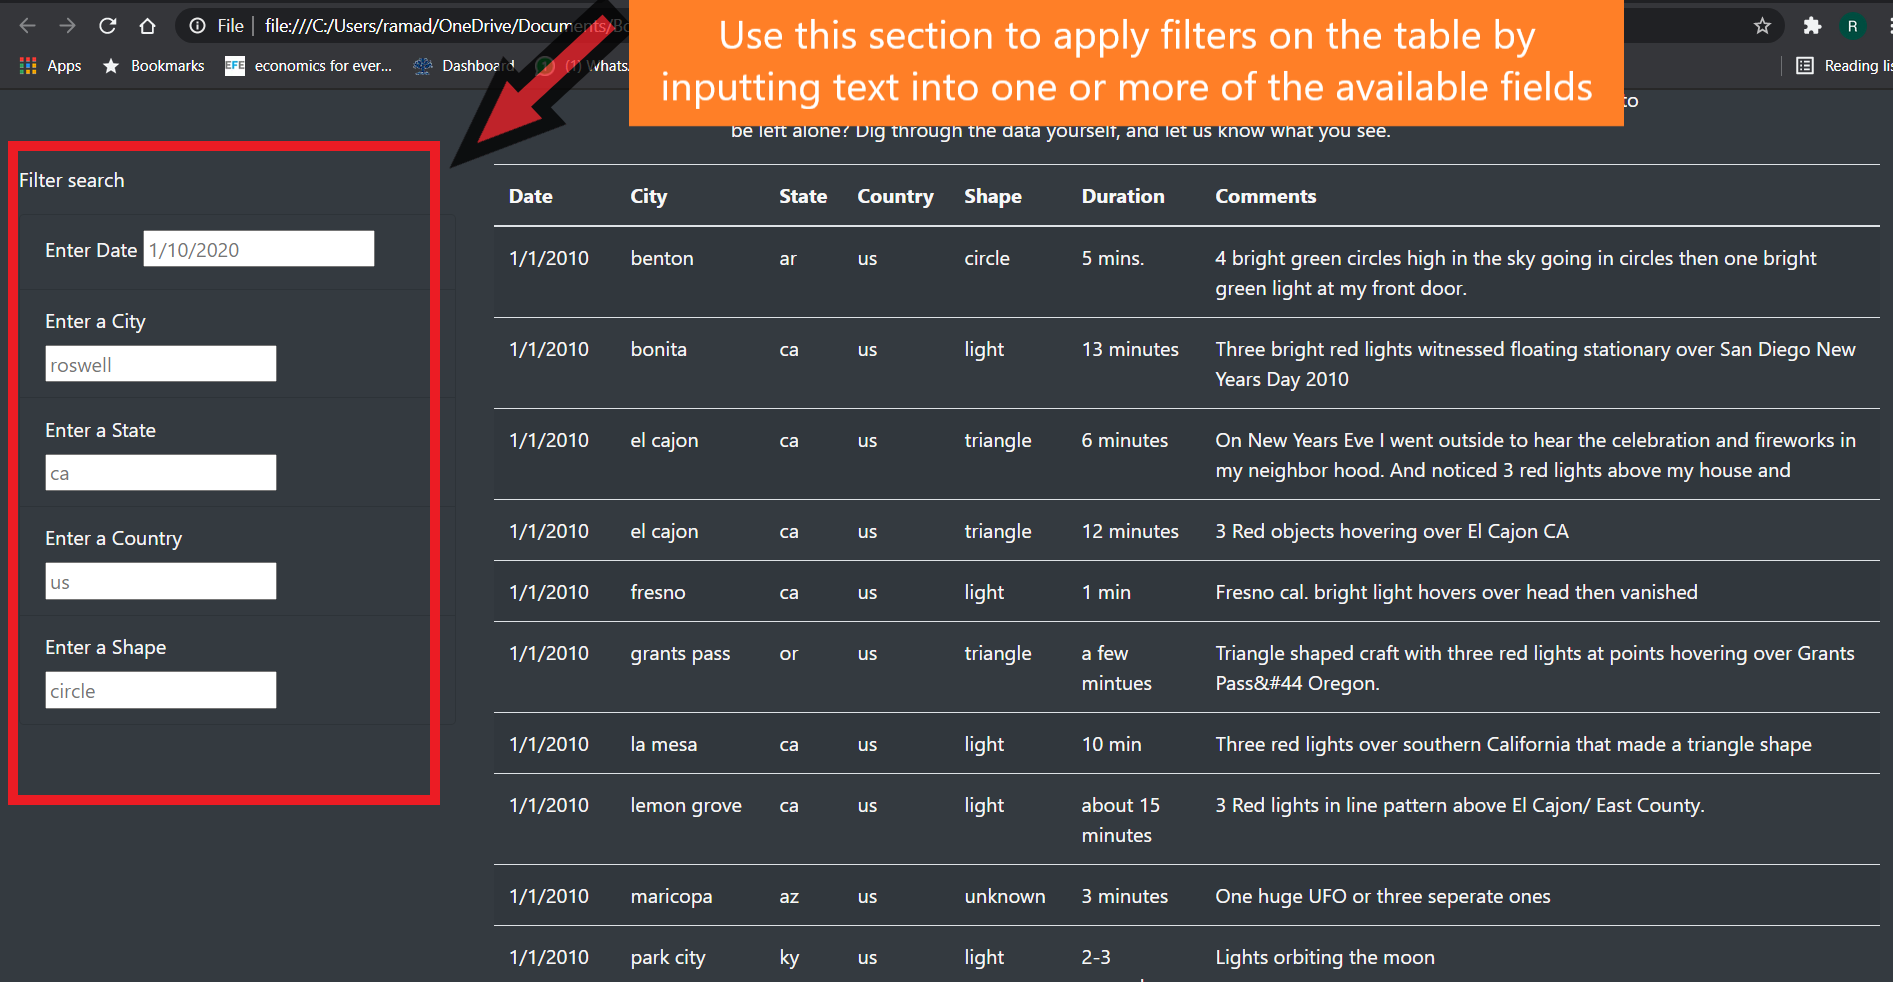 File file:///C:/Users/ramad/OneDrive/Documents/Bo
Use this section to apply filters on the table by
inputting text into one or more of the available fields
R
Apps Bookmarks EFE economics for ever... Dashboard (1) Whats. Reading lis
to
be left alone? Dig through the data yourself, and let us know what you see.
Filter search
Enter Date 1/10/2020
Enter a City
roswell
Enter a State
ca
Enter a Country
us
Enter a Shape
circle
Date City State Country Shape Duration Comments
1/1/2010 benton ar us circle 5 mins. 4 bright green circles high in the sky going in circles then one bright
green light at my front door.
1/1/2010 bonita ca us light 13 minutes Three bright red lights witnessed floating stationary over San Diego New
Years Day 2010
1/1/2010 el cajon ca us triangle 6 minutes On New Years Eve I went outside to hear the celebration and fireworks in
my neighbor hood. And noticed 3 red lights above my house and
1/1/2010 el cajon ca us triangle 12 minutes 3 Red objects hovering over El Cajon CA
1/1/2010 fresno ca us light 1 min Fresno cal. bright light hovers over head then vanished
1/1/2010 grants pass or us triangle a few Triangle shaped craft with three red lights at points hovering over Grants
mintues Pass&#44 Oregon.
1/1/2010 la mesa ca us light 10 min Three red lights over southern California that made a triangle shape
1/1/2010 lemon grove ca us light about 15 3 Red lights in line pattern above El Cajon/ East County.
minutes
1/1/2010 maricopa az us unknown 3 minutes One huge UFO or three seperate ones
1/1/2010 park city ky us light 2-3 Lights orbiting the moon